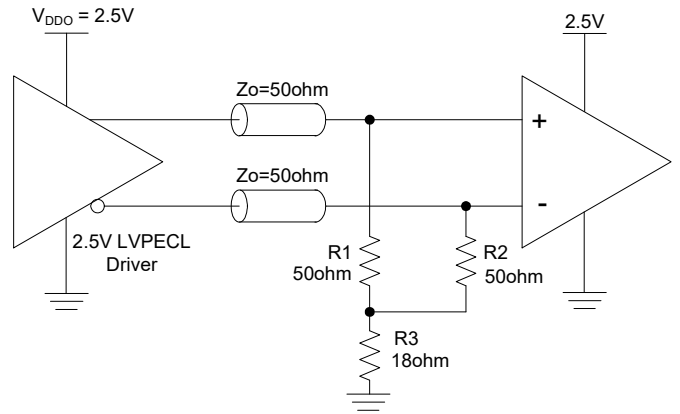 V_DDO = 2.5V
2.5V
Zo=50ohm
+
Zo=50ohm
-
2.5V LVPECL
Driver
R1
50ohm
R2
50ohm
R3
18ohm